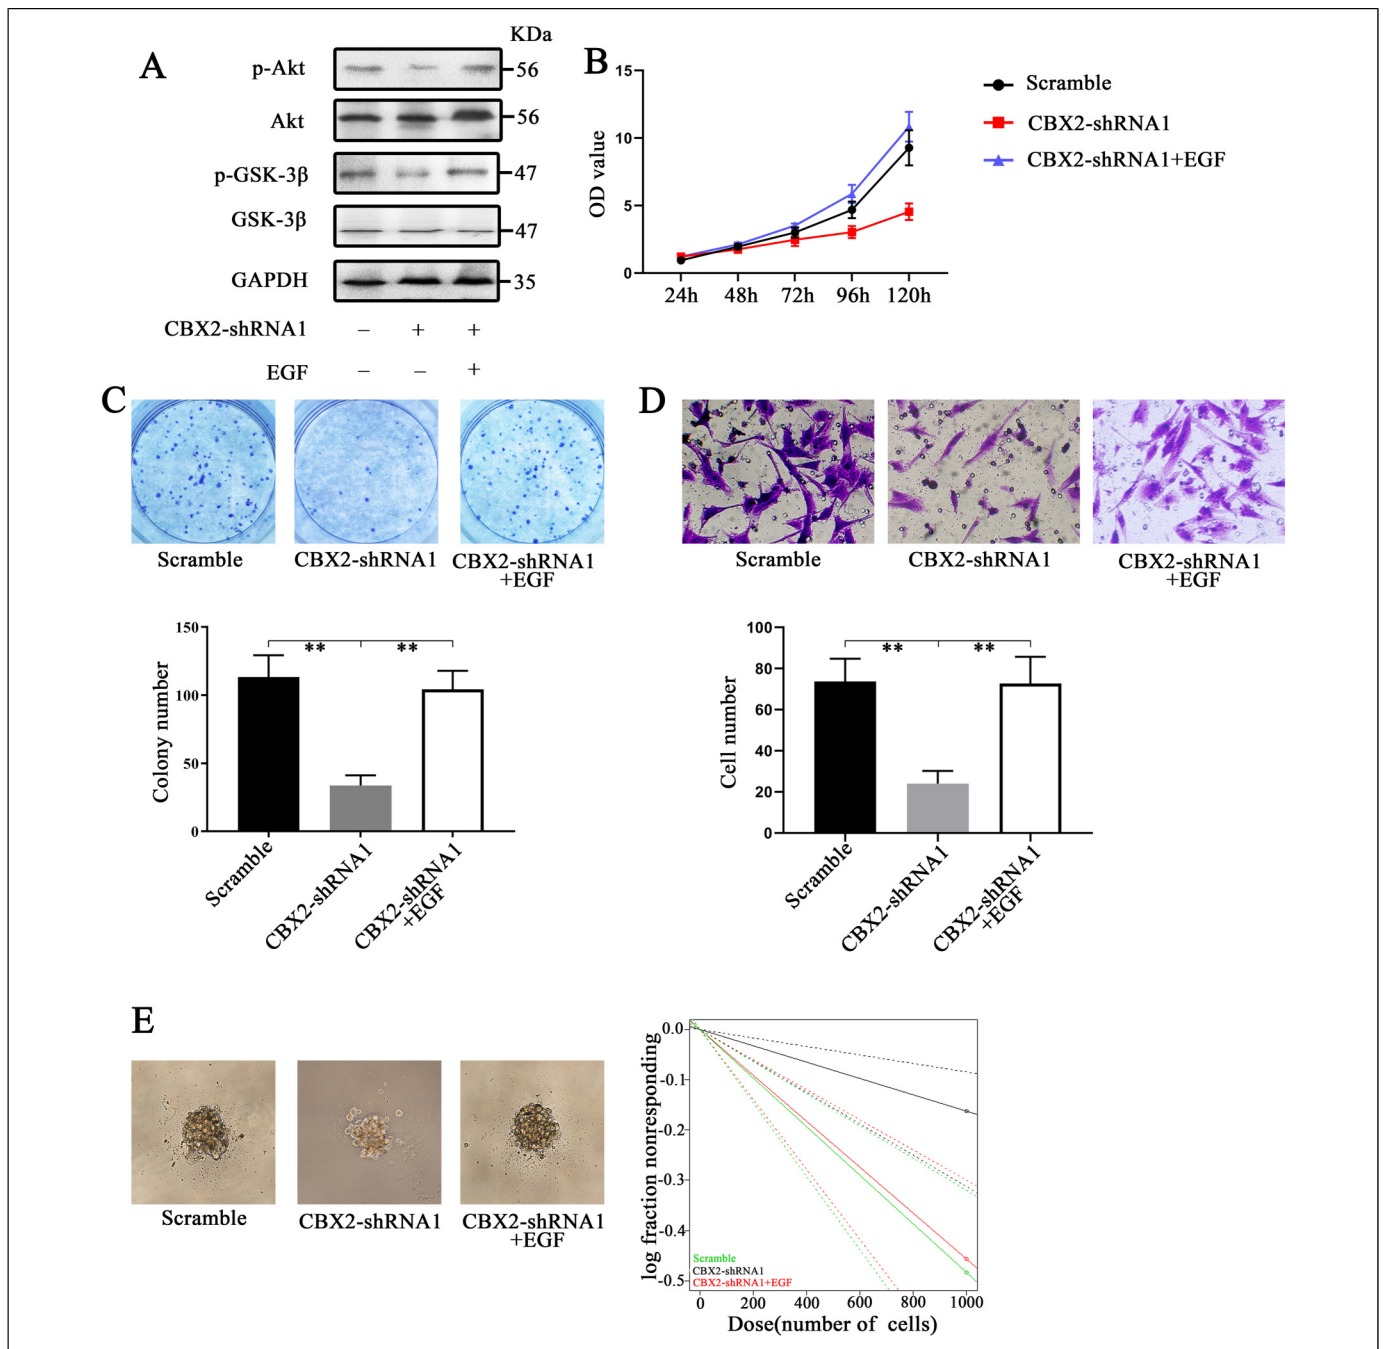 A
KDa
p-Akt
56
Akt
56
p-GSK-3β
47
GSK-3β
47
GAPDH
35
CBX2-shRNA1 – + +
EGF – – +
B
OD value
15
10
5
0
24h 48h 72h 96h 120h
Scramble
CBX2-shRNA1
CBX2-shRNA1+EGF
C
Scramble
CBX2-shRNA1
CBX2-shRNA1
+EGF
Colony number
150
100
50
0
** **
Scramble
CBX2-shRNA1
CBX2-shRNA1
+EGF
D
Scramble
CBX2-shRNA1
CBX2-shRNA1
+EGF
Cell number
100
80
60
40
20
0
** **
Scramble
CBX2-shRNA1
CBX2-shRNA1
+EGF
E
Scramble
CBX2-shRNA1
CBX2-shRNA1
+EGF
log fraction nonresponding
0.0
-0.1
-0.2
-0.3
-0.4
-0.5
Scramble
CBX2-shRNA1
CBX2-shRNA1+EGF
0 200 400 600 800 1000
Dose(number of cells)